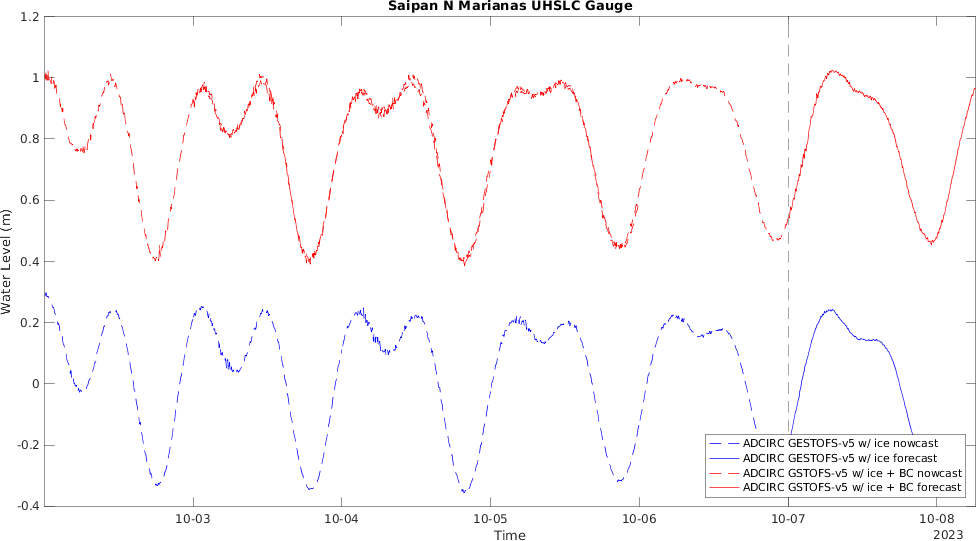 Saipan N Marianas UHSLC Gauge
1.2
1
0.8
0.6
0.4
0.2
0
-0.2
-0.4
Water Level (m)
ADCIRC GESTOFS-v5 w/ ice nowcast
ADCIRC GESTOFS-v5 w/ ice forecast
ADCIRC GSTOFS-v5 w/ ice + BC nowcast
ADCIRC GSTOFS-v5 w/ ice + BC forecast
10-03 10-04 10-05 10-06 10-07 10-08
Time
2023